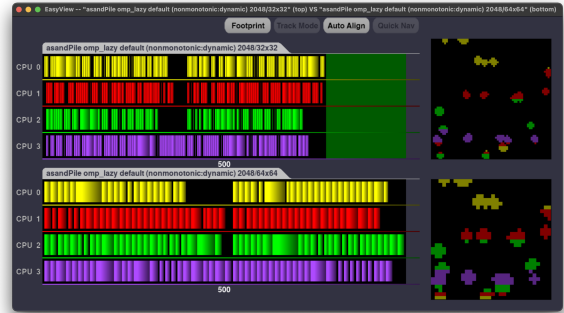 EasyView -- "asandPile omp_lazy default (nonmonotonic:dynamic) 2048/32x32" (top) VS "asandPile omp_lazy default (nonmonotonic:dynamic) 2048/64x64" (bottom)
Footprint Track Mode Auto Align Quick Nav
asandPile omp_lazy default (nonmonotonic:dynamic) 2048/32x32
CPU 0
CPU 1
CPU 2
CPU 3
500
asandPile omp_lazy default (nonmonotonic:dynamic) 2048/64x64
CPU 0
CPU 1
CPU 2
CPU 3
500